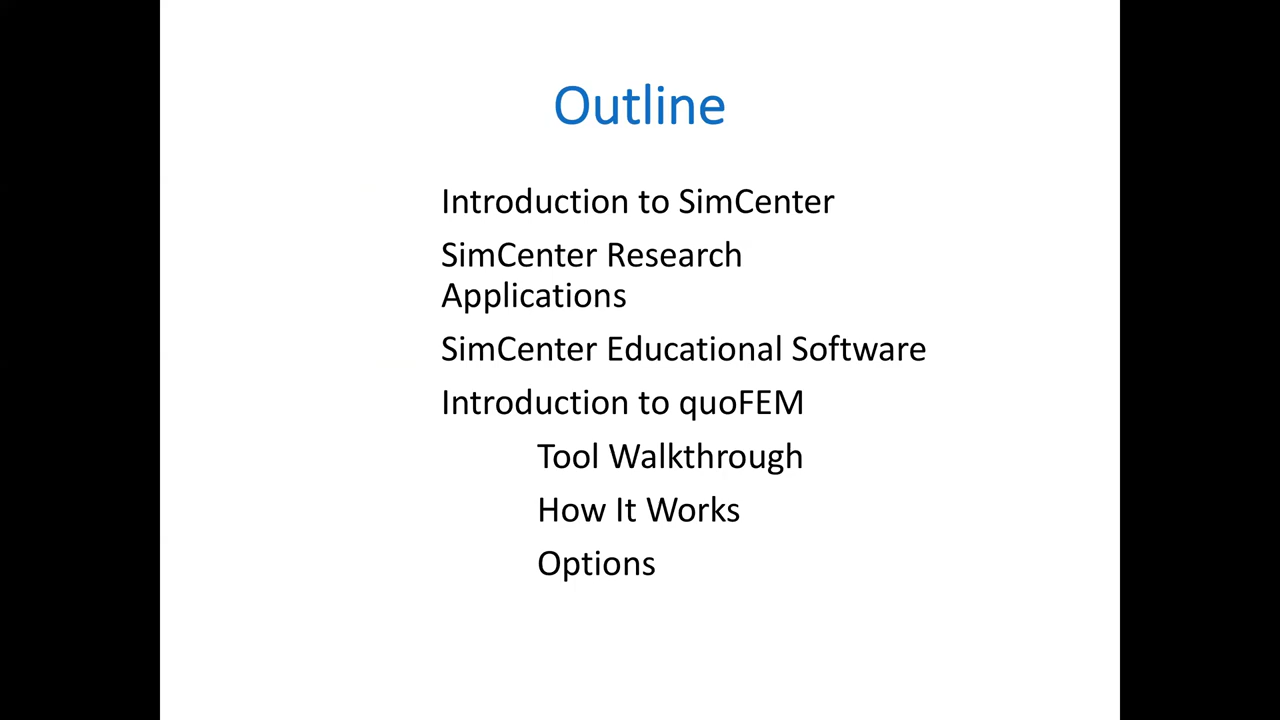 Outline
Introduction to SimCenter
SimCenter Research
Applications
SimCenter Educational Software
Introduction to quoFEM
Tool Walkthrough
How It Works
Options